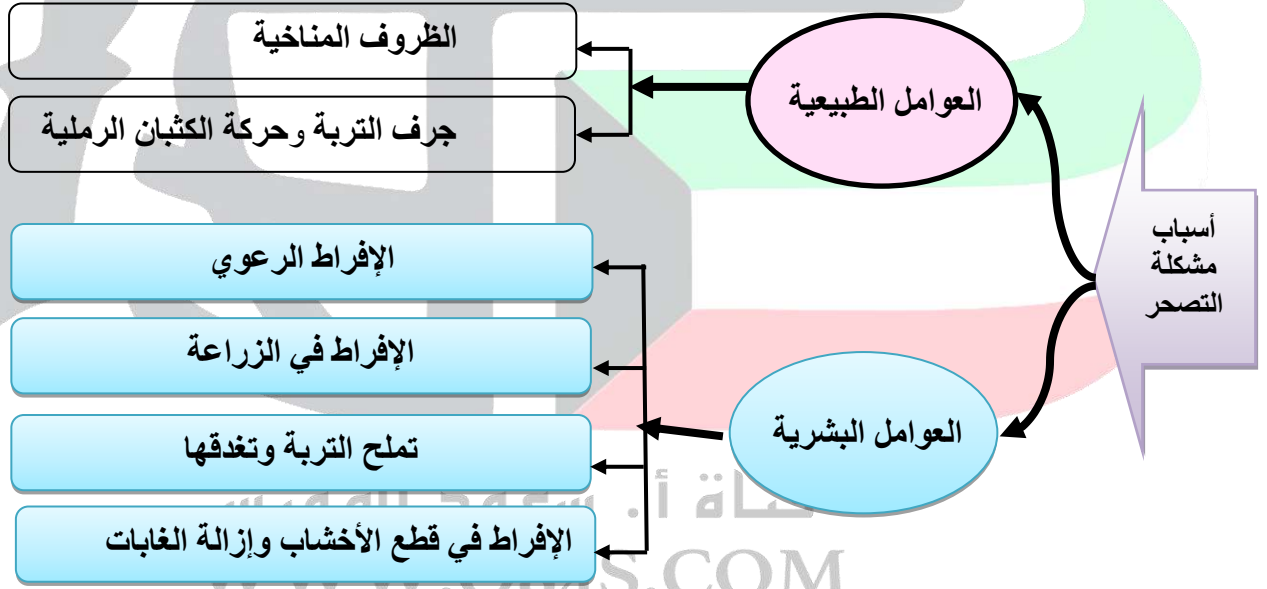 أسباب
مشكلة
التصحر
العوامل الطبيعية
الظروف المناخية
جرف التربة وحركة الكثبان الرملية
العوامل البشرية
الإفراط الرعوي
الإفراط في الزراعة
تملح التربة وتغدقها
الإفراط في قطع الأخشاب وإزالة الغابات